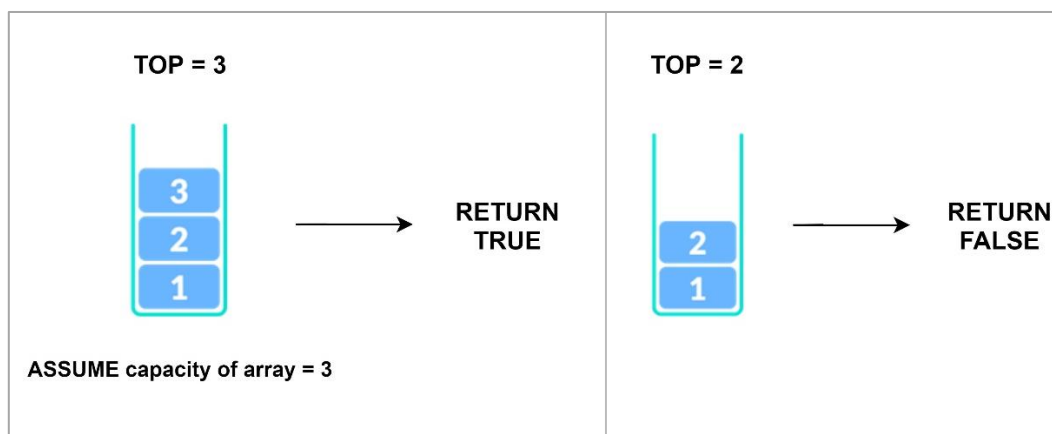 TOP = 3
3
2
1
RETURN
TRUE
ASSUME capacity of array = 3
TOP = 2
2
1
RETURN
FALSE